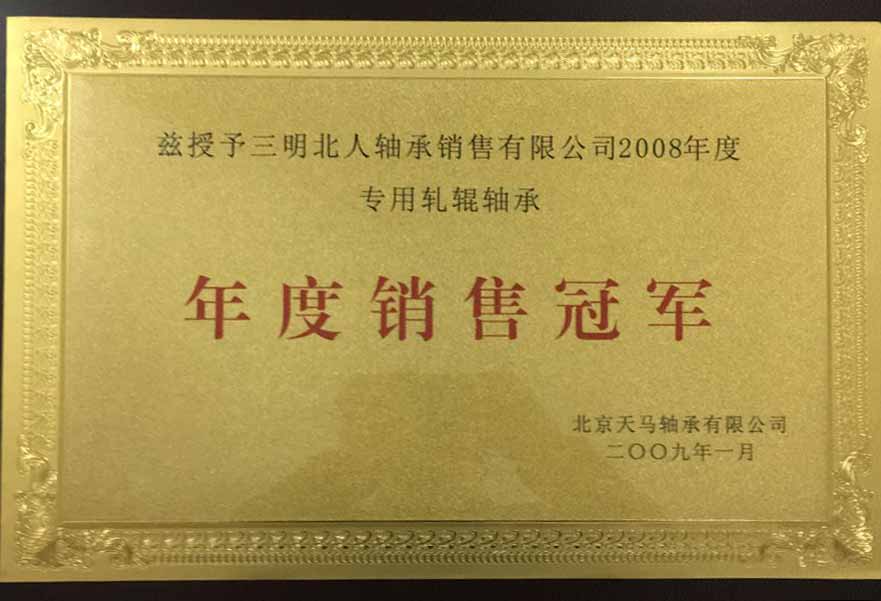 兹授予三明北人轴承销售有限公司2008年度
专用轧辊轴承
年度销售冠军
北京天马轴承有限公司
二〇〇九年一月